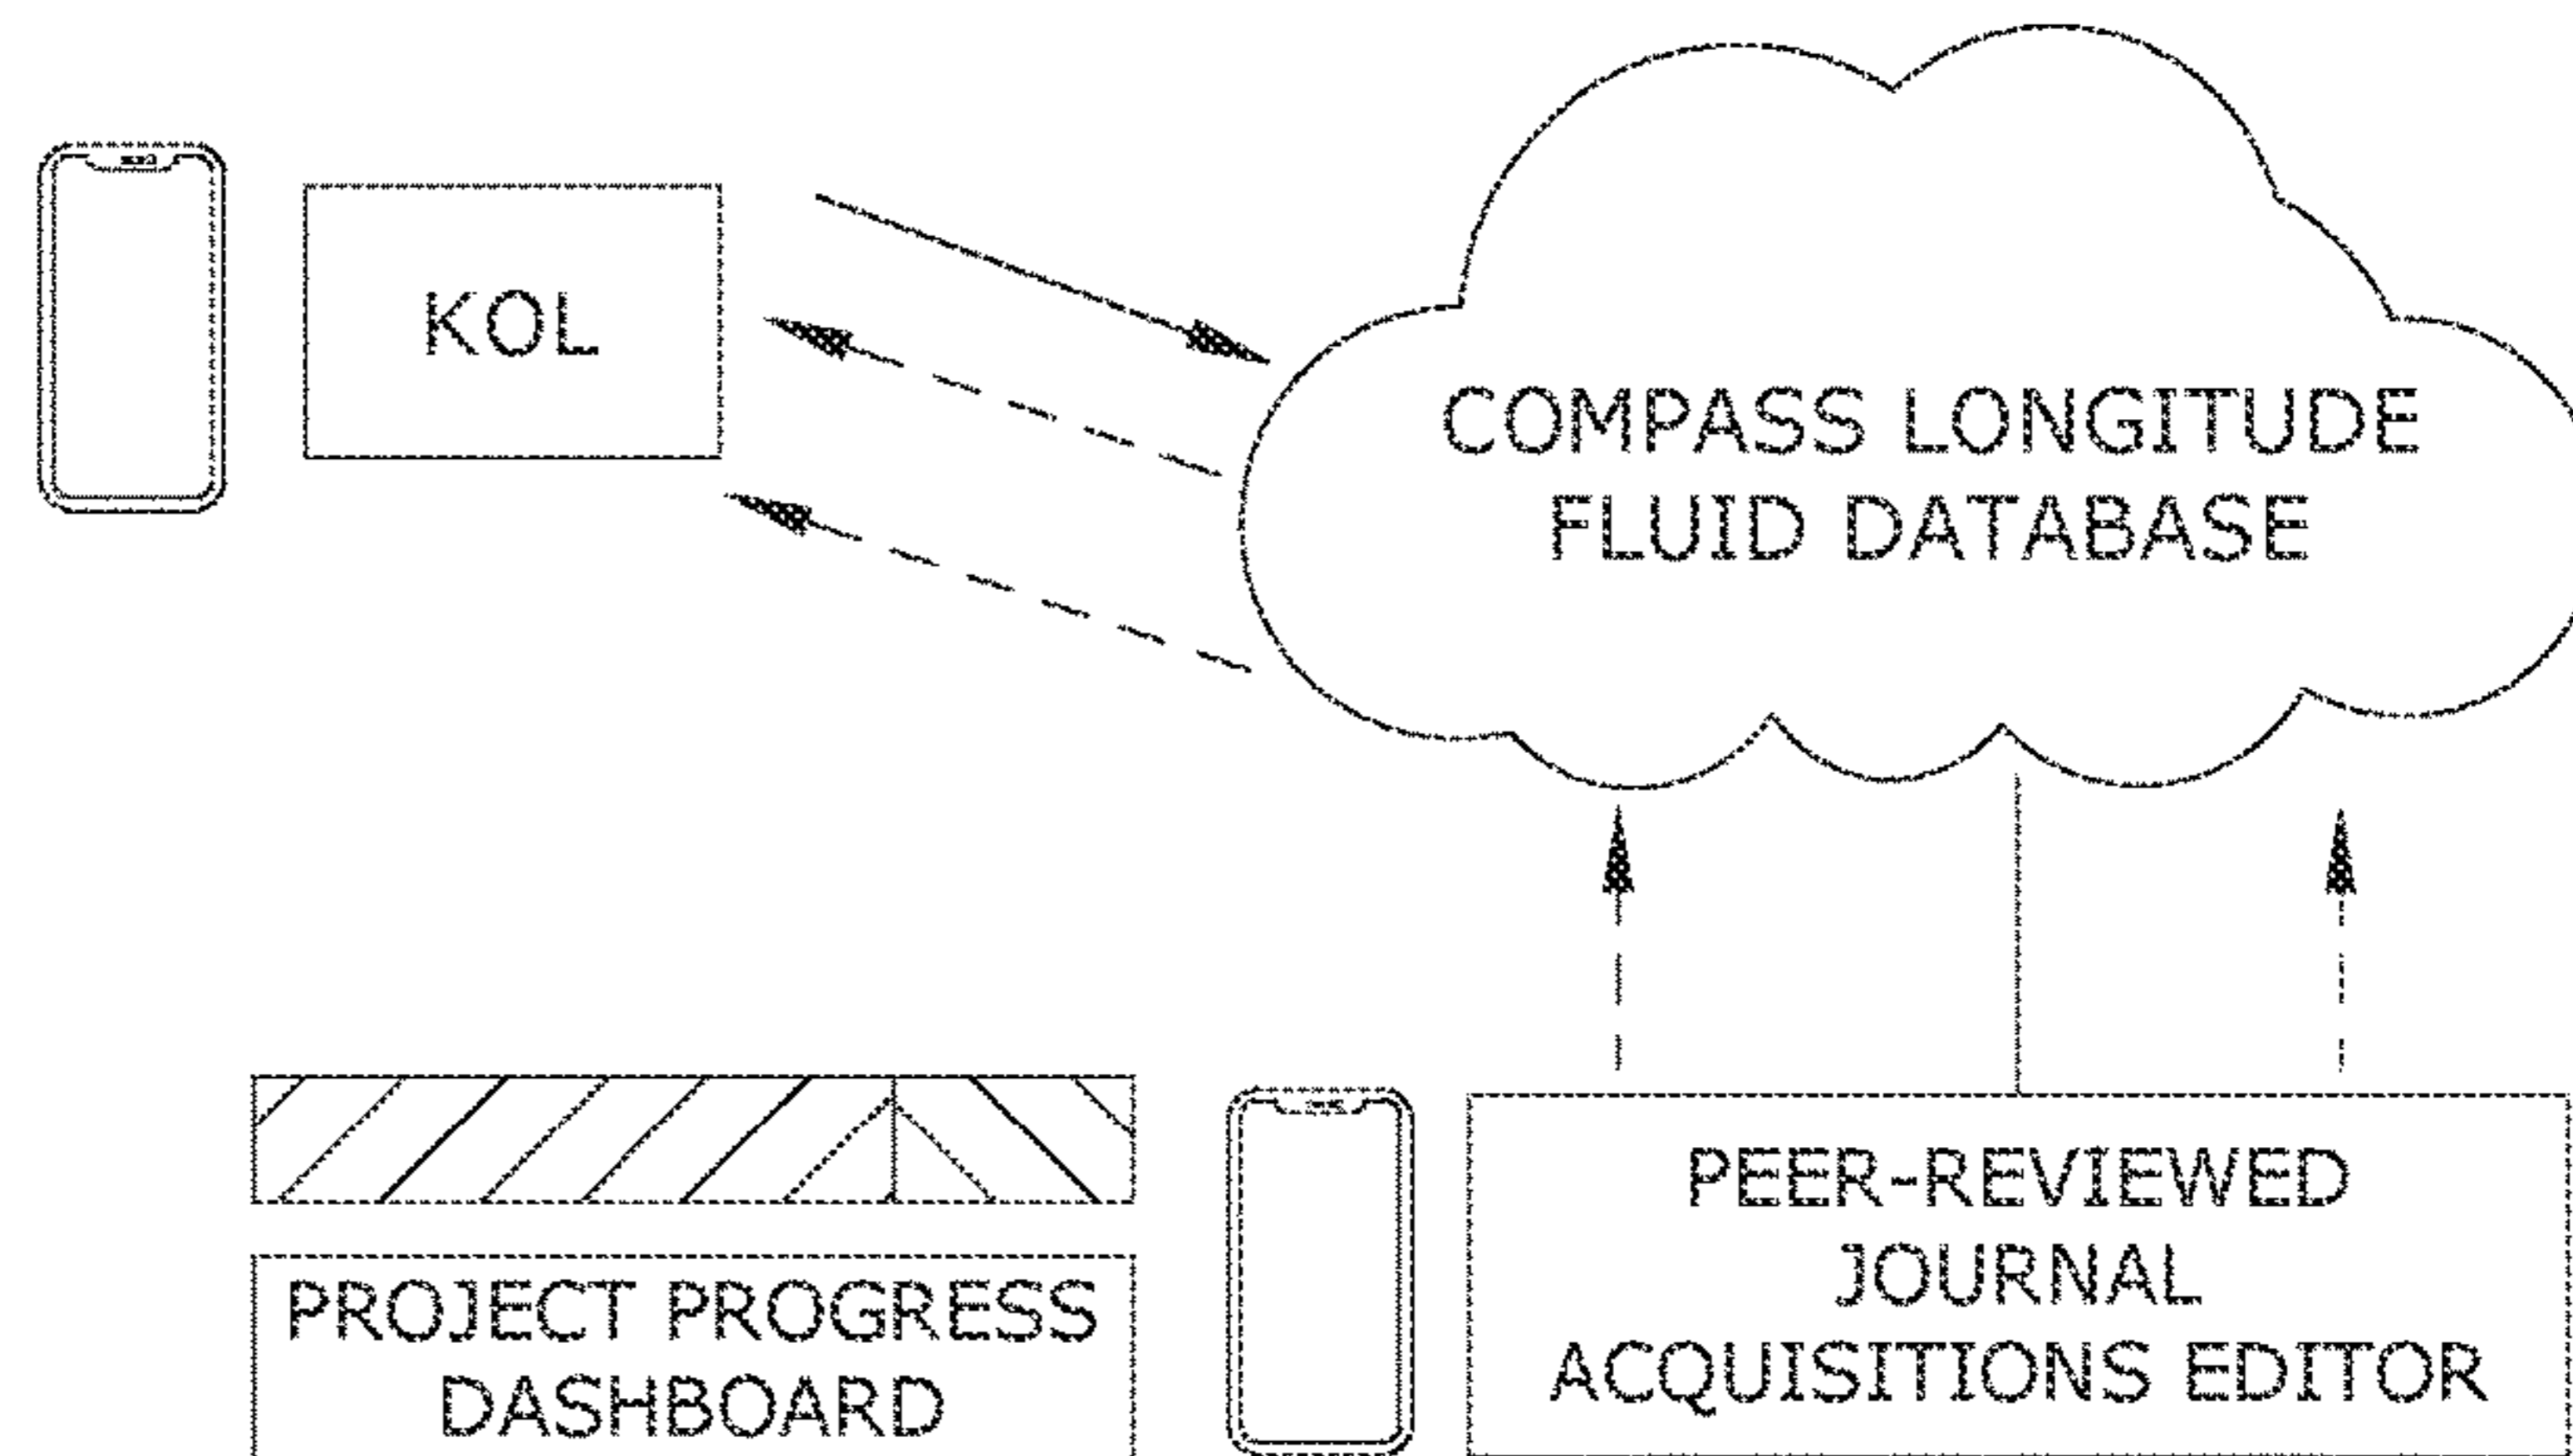 KOL
COMPASS LONGITUDE
FLUID DATABASE
PROJECT PROGRESS
DASHBOARD
PEER-REVIEWED
JOURNAL
ACQUISITIONS EDITOR